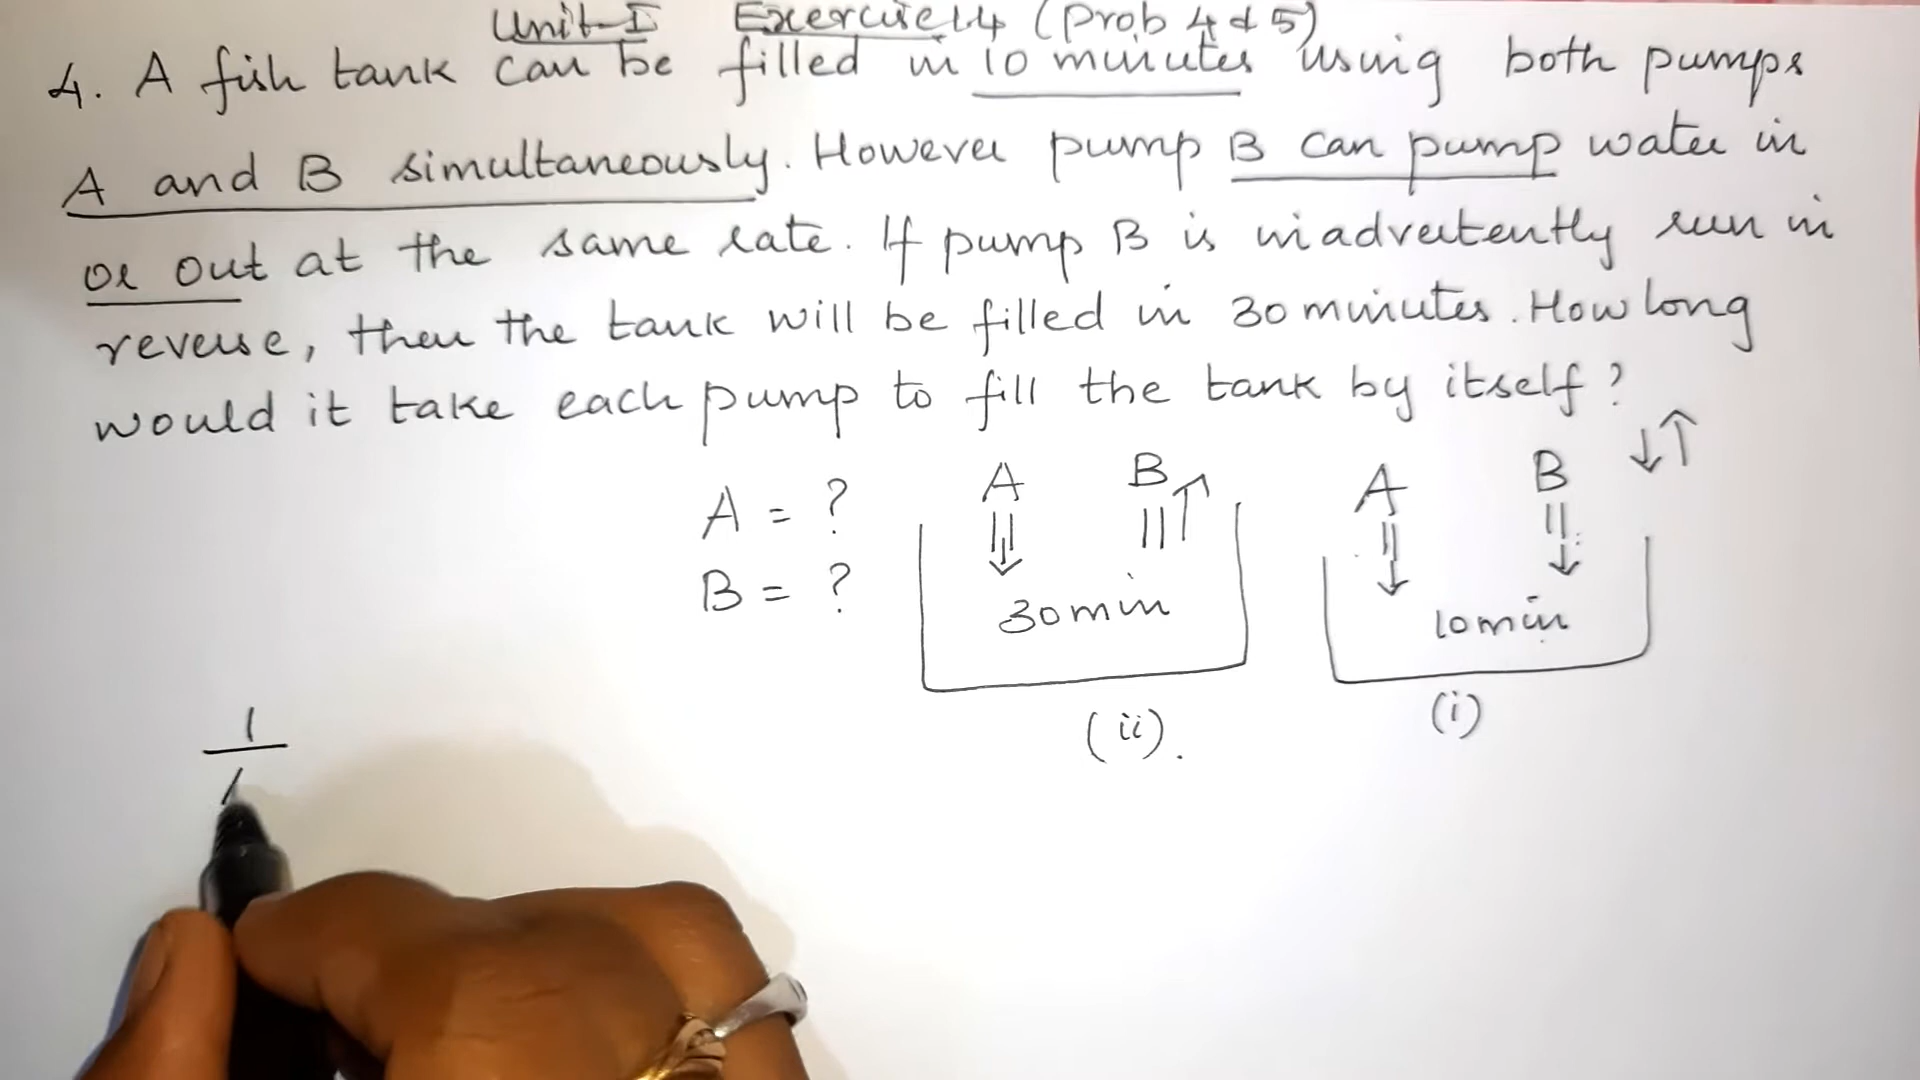 Unit-I Exercise 1.4 (Prob 4 & 5)
4. A fish tank can be filled in 10 minutes using both pumps
A and B simultaneously. However pump B can pump water in
or out at the same rate. If pump B is inadvertently run in
reverse, then the tank will be filled in 30 minutes. How long
would it take each pump to fill the tank by itself?
A = ?
B = ?
A B
30 min
(ii).
A B
10 min
(i)
1